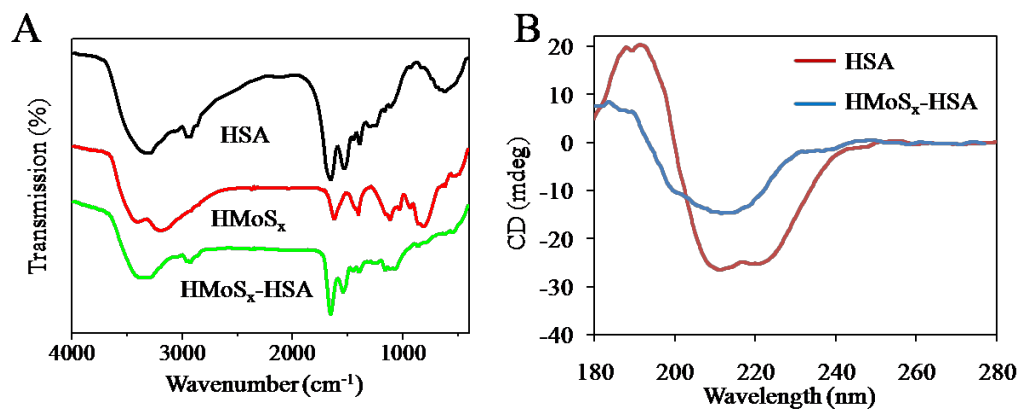 A
Transmission (%)
HSA
HMoSₓ
HMoSₓ-HSA
4000 3000 2000 1000
Wavenumber (cm⁻¹)
B
CD (mdeg)
20
10
0
-10
-20
-30
-40
HSA
HMoSₓ-HSA
180 200 220 240 260 280
Wavelength (nm)